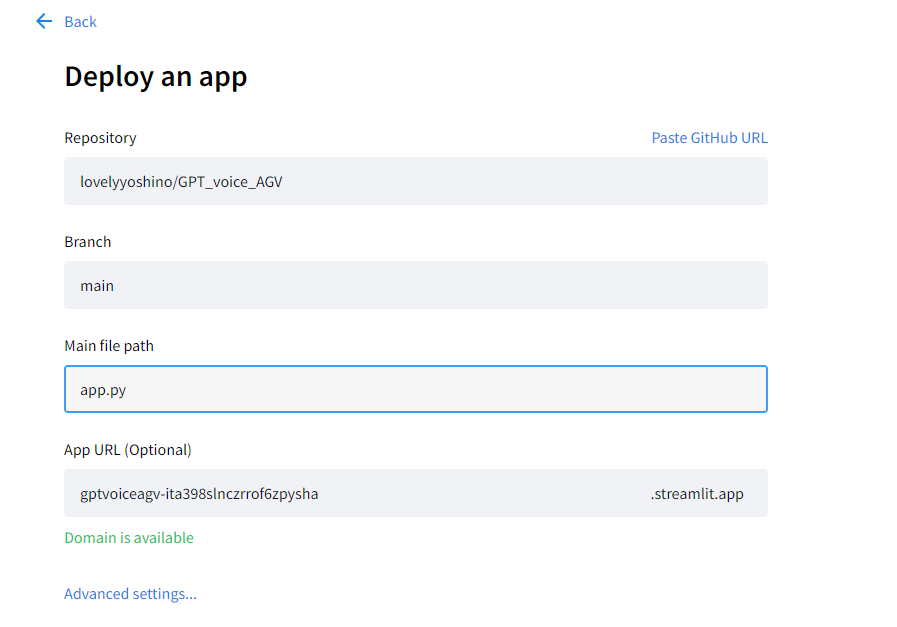 Back
Deploy an app
Repository
Paste GitHub URL
lovelyyoshino/GPT_voice_AGV
Branch
main
Main file path
app.py
App URL (Optional)
gptvoiceagv-ita398slnczrrof6zpysha
.streamlit.app
Domain is available
Advanced settings...